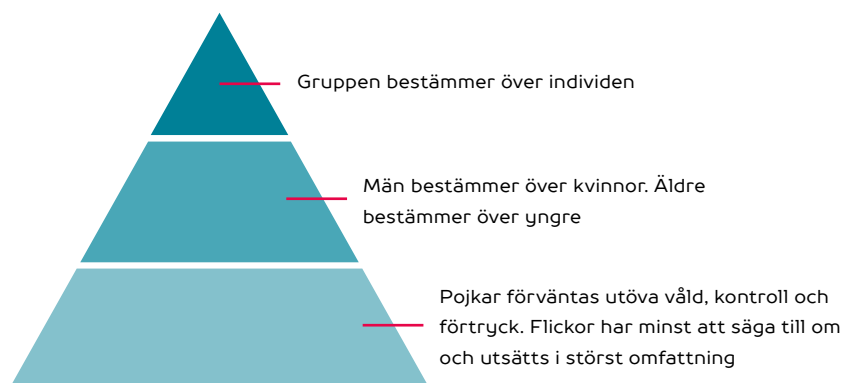 Gruppen bestämmer över individen
Män bestämmer över kvinnor. Äldre
bestämmer över yngre
Pojkar förväntas utöva våld, kontroll och
förtryck. Flickor har minst att säga till om
och utsätts i störst omfattning